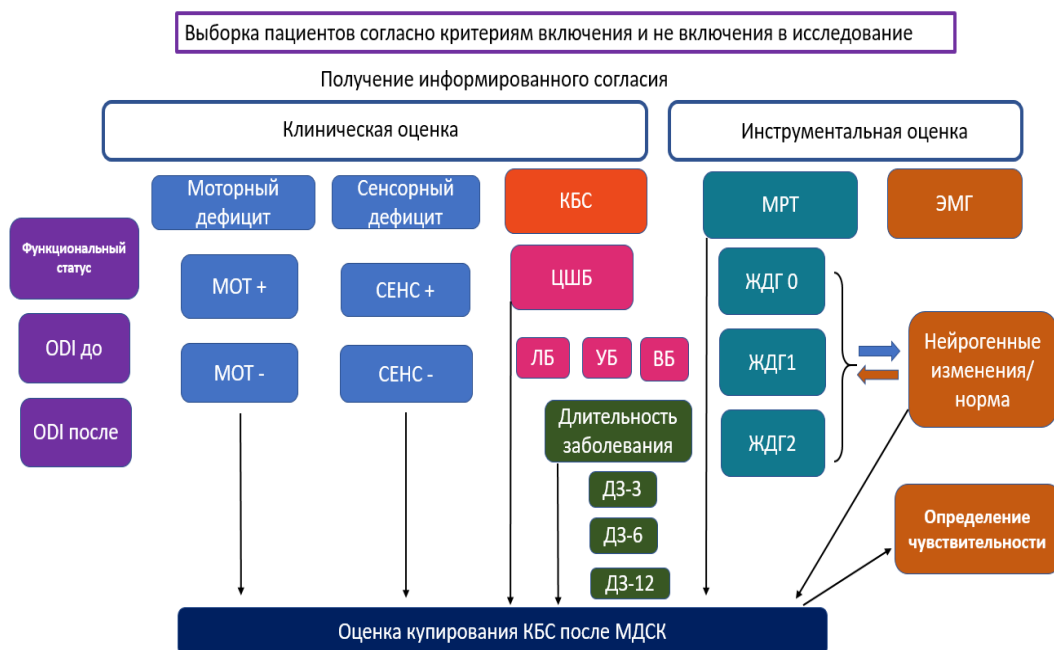 Выборка пациентов согласно критериям включения и не включения в исследование
Получение информированного согласия
Клиническая оценка
Инструментальная оценка
Моторный
дефицит
Сенсорный
дефицит
КБС
МРТ
ЭМГ
Функциональный
статус
МОТ +
СЕНС +
ЦШБ
ЖДГ 0
ODI до
МОТ -
СЕНС -
ЛБ
УБ
ВБ
ЖДГ1
Нейрогенные
изменения/
норма
ODI после
Длительность
заболевания
ЖДГ2
ДЗ-3
ДЗ-6
ДЗ-12
Определение
чувствительности
Оценка купирования КБС после МДСК